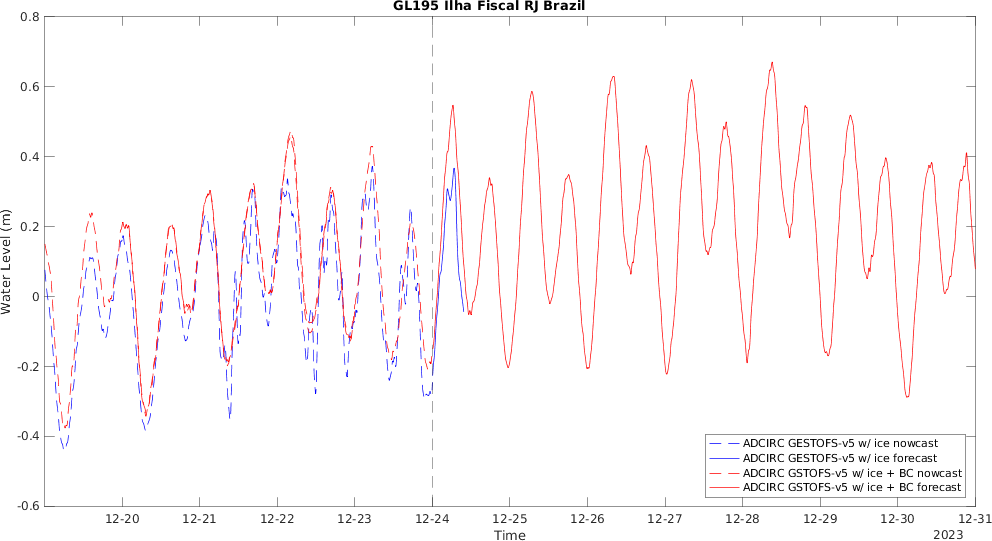 GL195 Ilha Fiscal RJ Brazil
0.8
0.6
0.4
0.2
0
-0.2
-0.4
-0.6
Water Level (m)
ADCIRC GESTOFS-v5 w/ ice nowcast
ADCIRC GESTOFS-v5 w/ ice forecast
ADCIRC GSTOFS-v5 w/ ice + BC nowcast
ADCIRC GSTOFS-v5 w/ ice + BC forecast
12-20 12-21 12-22 12-23 12-24 12-25 12-26 12-27 12-28 12-29 12-30 12-31
Time
2023